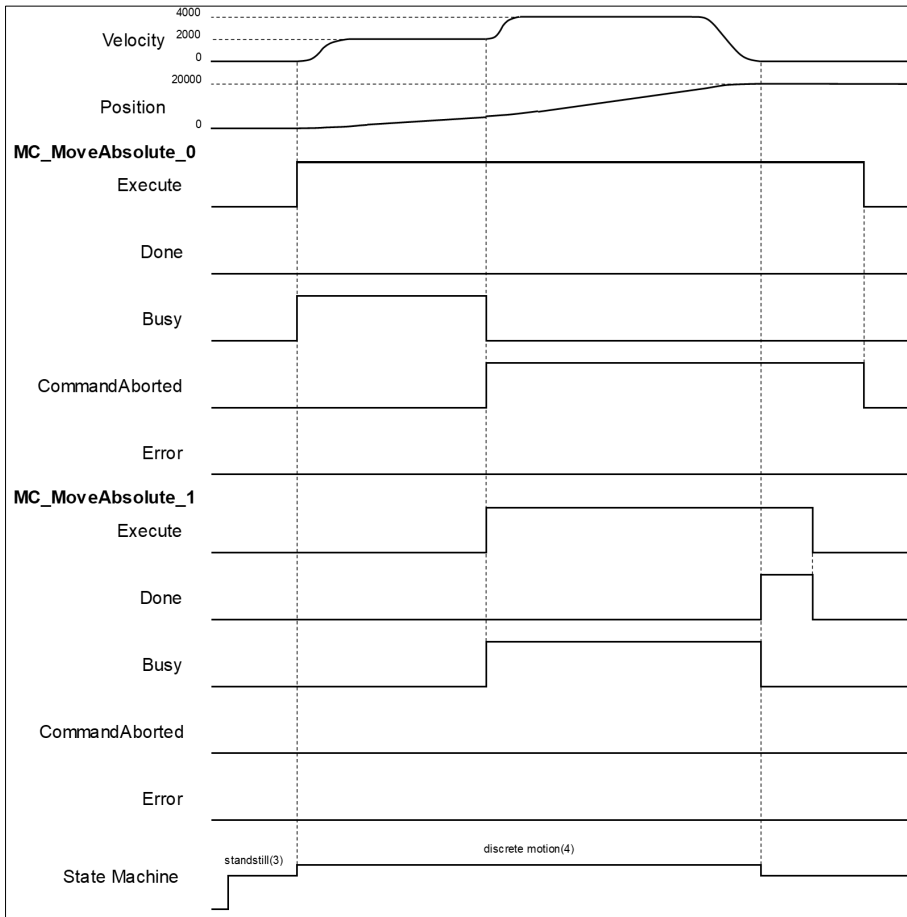 4000
Velocity 2000
0
20000
Position
0
MC_MoveAbsolute_0
Execute
Done
Busy
CommandAborted
Error
MC_MoveAbsolute_1
Execute
Done
Busy
CommandAborted
Error
standstill(3) discrete motion(4)
State Machine